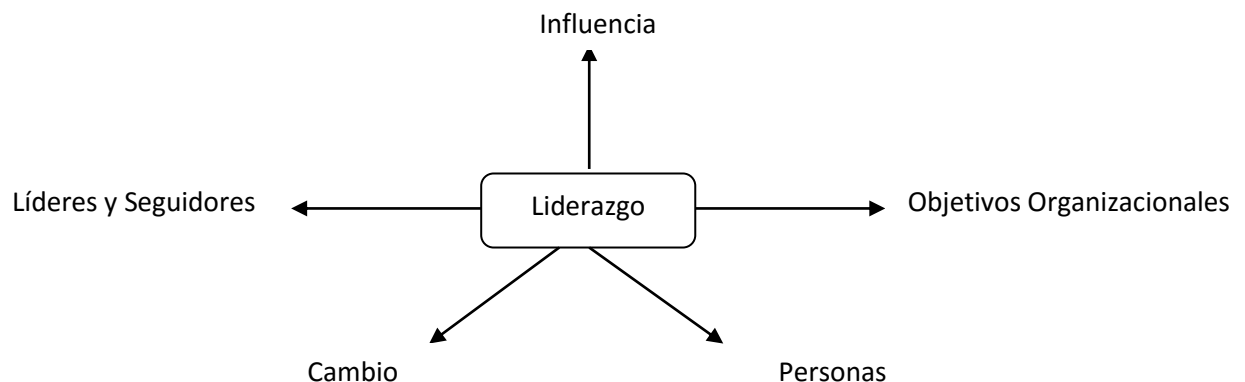 Influencia
Líderes y Seguidores
Liderazgo
Objetivos Organizacionales
Cambio
Personas